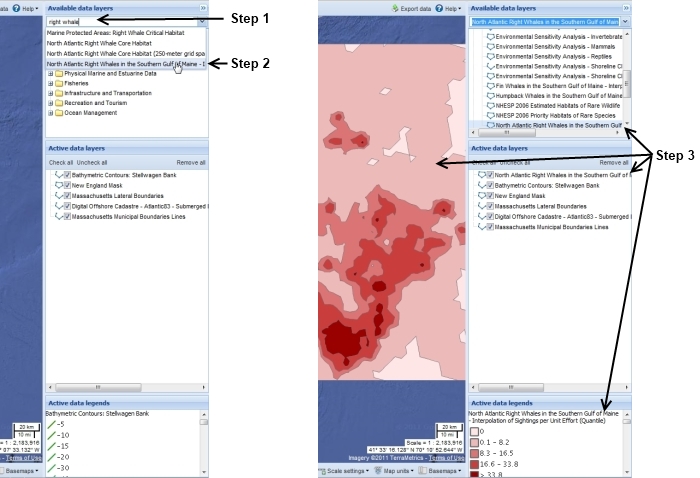 ata
Help
Available data layers
right whale
Marine Protected Areas: Right Whale Critical Habitat
North Atlantic Right Whale Core Habitat
North Atlantic Right Whale Core Habitat (250-meter grid spa
North Atlantic Right Whales in the Southern Gulf of Maine - I
Physical Marine and Estuarine Data
Fisheries
Infrastructure and Transportation
Recreation and Tourism
Ocean Management
Active data layers
Check all Uncheck all Remove all
Bathymetric Contours: Stellwagen Bank
New England Mask
Massachusetts Lateral Boundaries
Digital Offshore Cadastre - Atlantic83 - Submerged
Massachusetts Municipal Boundaries Lines
Active data legends
Bathymetric Contours: Stellwagen Bank
-5
-10
-15
-20
-30
20 km
10 mi
le = 1 : 2,183,916
° 07' 33.132" W
- Terms of Use
Basemaps
Step 1
Step 2
Export data
Help
Available data layers
North Atlantic Right Whales in the Southern Gulf of Main
Environmental Sensitivity Analysis - Invertebrate
Environmental Sensitivity Analysis - Mammals
Environmental Sensitivity Analysis - Reptiles
Environmental Sensitivity Analysis - Shoreline Cl
Environmental Sensitivity Analysis - Shoreline Cl
Fin Whales in the Southern Gulf of Maine - Interp
Humpback Whales in the Southern Gulf of Maine
NHESP 2006 Estimated Habitats of Rare Wildlife
NHESP 2006 Priority Habitats of Rare Species
North Atlantic Right Whales in the Southern Gulf
Active data layers
Check all Uncheck all Remove all
North Atlantic Right Whales in the Southern Gulf of M
Bathymetric Contours: Stellwagen Bank
New England Mask
Massachusetts Lateral Boundaries
Digital Offshore Cadastre - Atlantic83 - Submerged
Massachusetts Municipal Boundaries Lines
Active data legends
North Atlantic Right Whales in the Southern Gulf of Maine
- Interpolation of Sightings per Unit Effort (Quantile)
0
0.1 - 8.2
8.3 - 16.5
16.6 - 33.8
> 33.8
20 km
10 mi
Scale = 1 : 2,183,916
41° 33' 16.128" N 70° 10' 52.644" W
Imagery ©2011 TerraMetrics - Terms of Use
Scale settings
Map units
Basemaps
Step 3